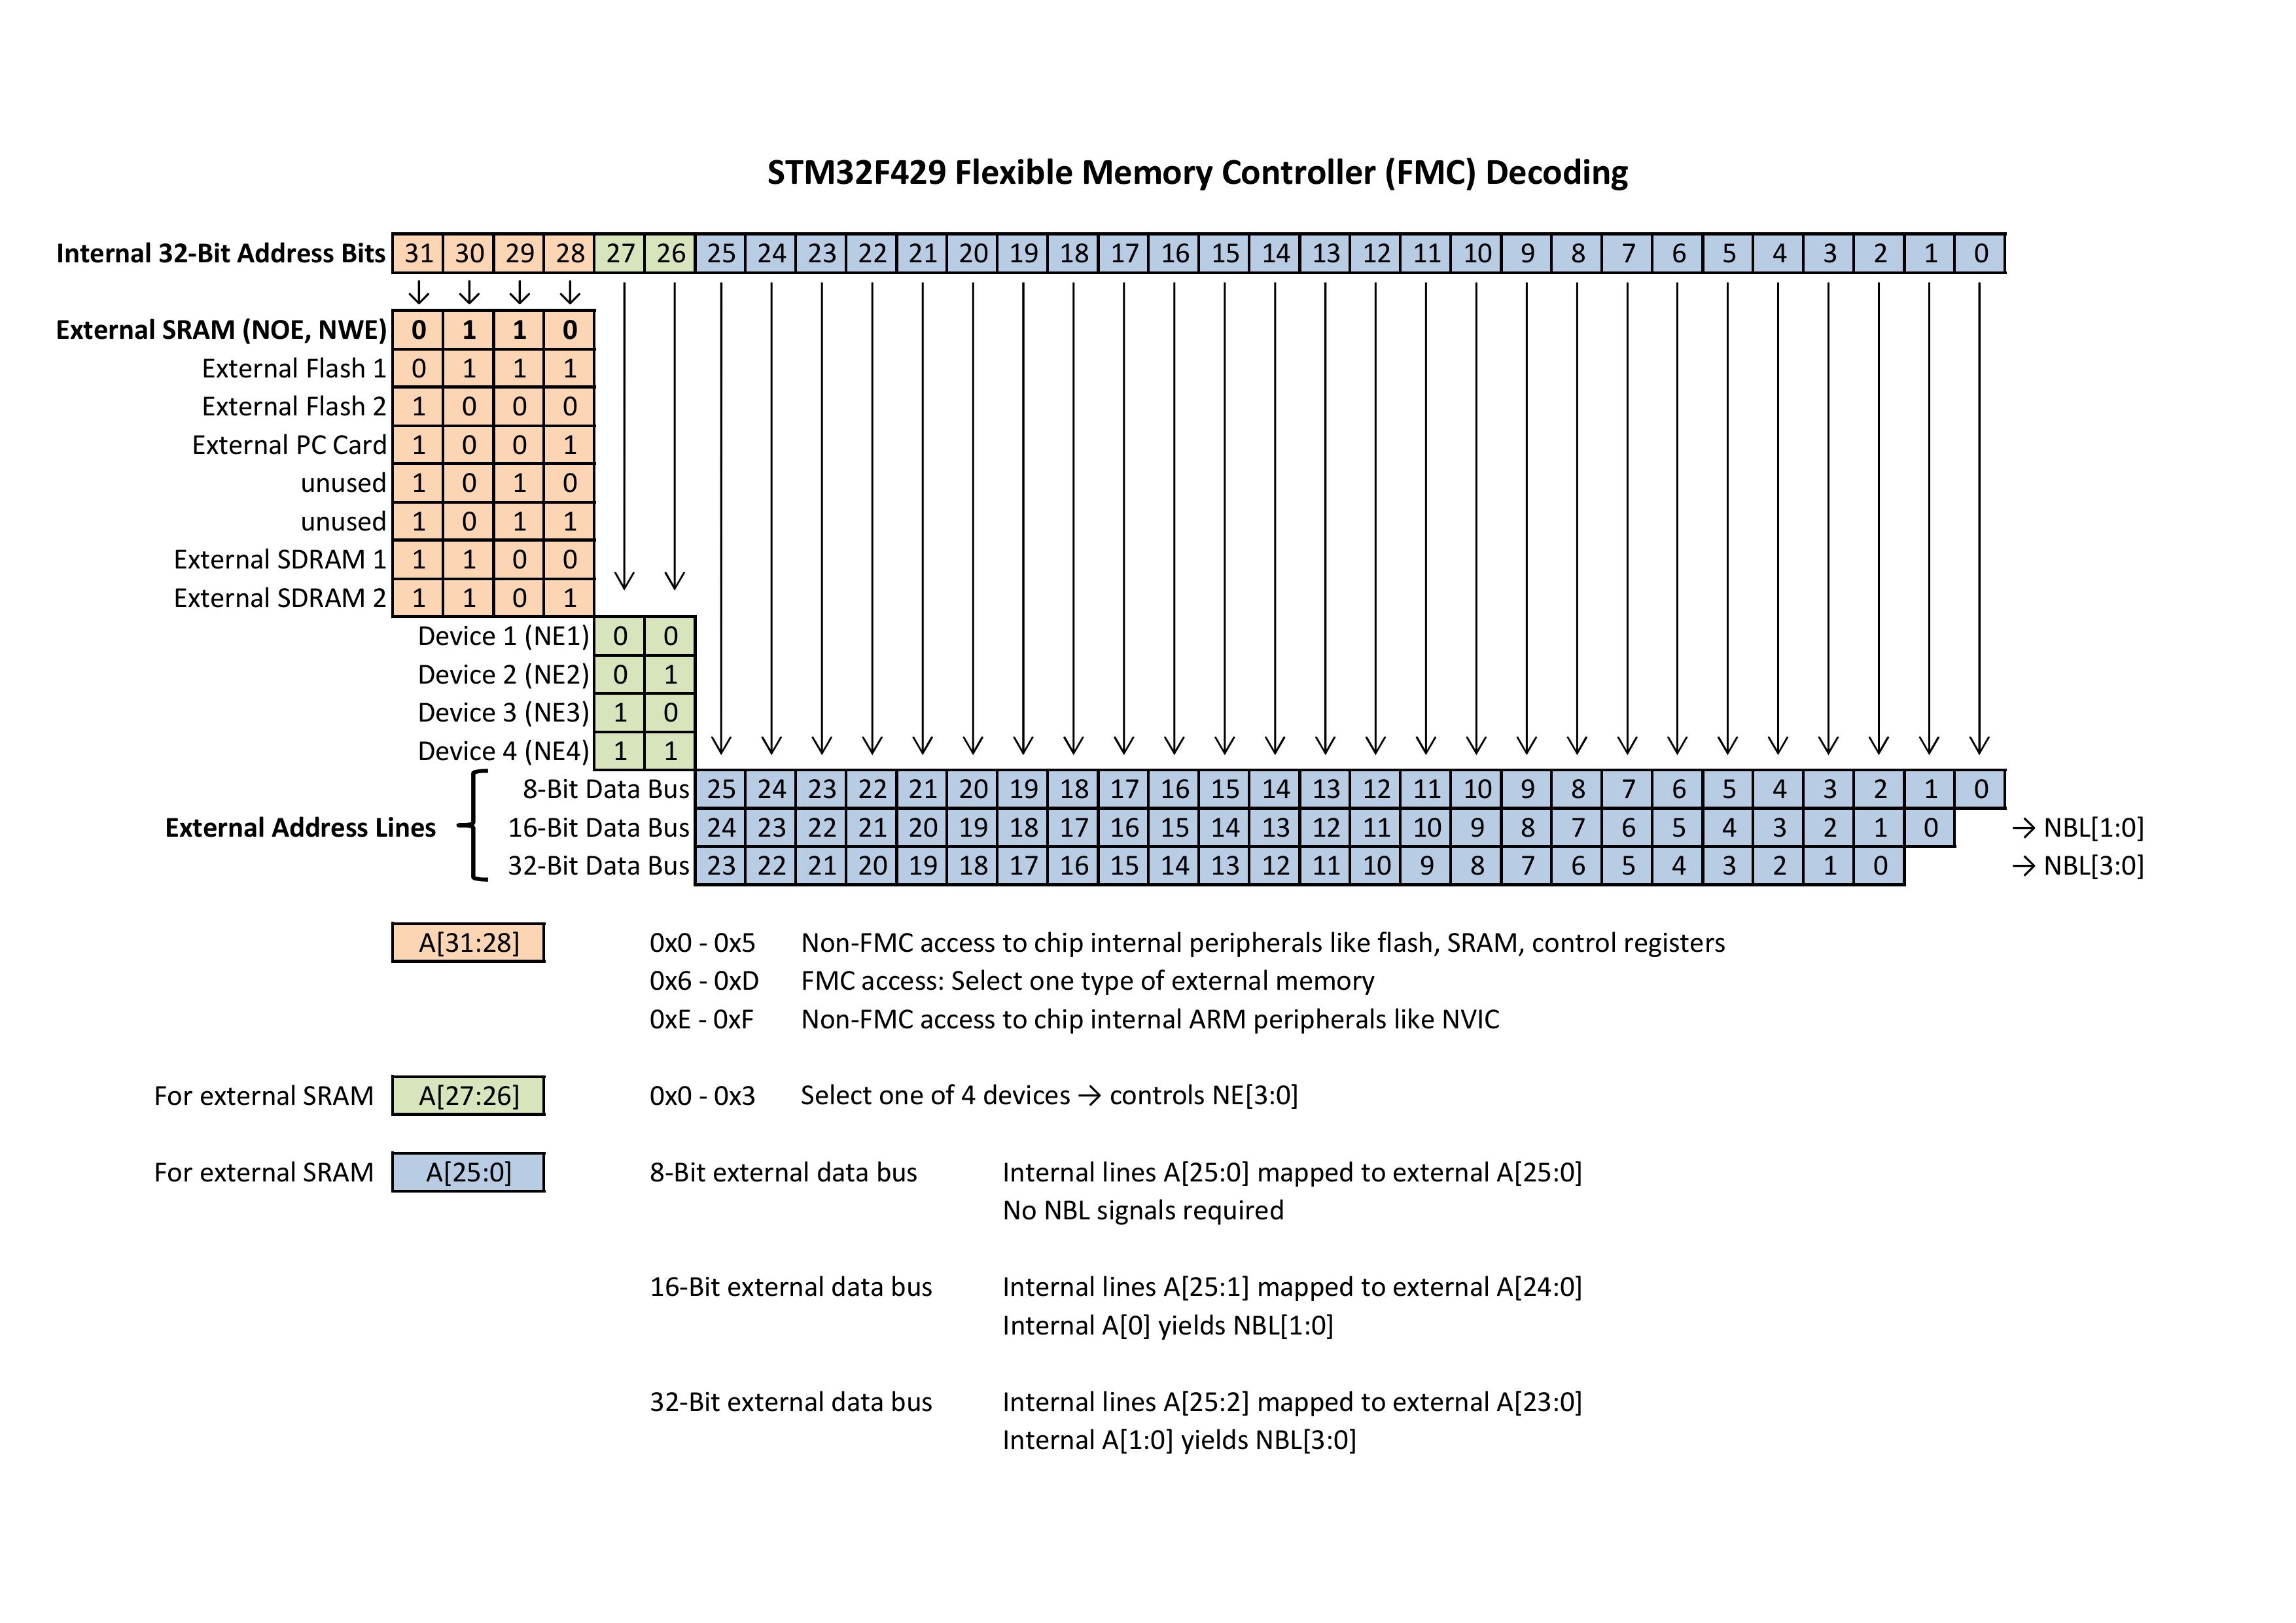 STM32F429 Flexible Memory Controller (FMC) Decoding
Internal 32-Bit Address Bits 31 30 29 28 27 26 25 24 23 22 21 20 19 18 17 16 15 14 13 12 11 10 9 8 7 6 5 4 3 2 1 0
External SRAM (NOE, NWE) 0 1 1 0
External Flash 1 0 1 1 1
External Flash 2 1 0 0 0
External PC Card 1 0 0 1
unused 1 0 1 0
unused 1 0 1 1
External SDRAM 1 1 1 0 0
External SDRAM 2 1 1 0 1
Device 1 (NE1) 0 0
Device 2 (NE2) 0 1
Device 3 (NE3) 1 0
Device 4 (NE4) 1 1
8-Bit Data Bus 25 24 23 22 21 20 19 18 17 16 15 14 13 12 11 10 9 8 7 6 5 4 3 2 1 0
External Address Lines 16-Bit Data Bus 24 23 22 21 20 19 18 17 16 15 14 13 12 11 10 9 8 7 6 5 4 3 2 1 0 → NBL[1:0]
32-Bit Data Bus 23 22 21 20 19 18 17 16 15 14 13 12 11 10 9 8 7 6 5 4 3 2 1 0 → NBL[3:0]
A[31:28] 0x0 - 0x5 Non-FMC access to chip internal peripherals like flash, SRAM, control registers
0x6 - 0xD FMC access: Select one type of external memory
0xE - 0xF Non-FMC access to chip internal ARM peripherals like NVIC
For external SRAM A[27:26] 0x0 - 0x3 Select one of 4 devices → controls NE[3:0]
For external SRAM A[25:0] 8-Bit external data bus Internal lines A[25:0] mapped to external A[25:0]
No NBL signals required
16-Bit external data bus Internal lines A[25:1] mapped to external A[24:0]
Internal A[0] yields NBL[1:0]
32-Bit external data bus Internal lines A[25:2] mapped to external A[23:0]
Internal A[1:0] yields NBL[3:0]